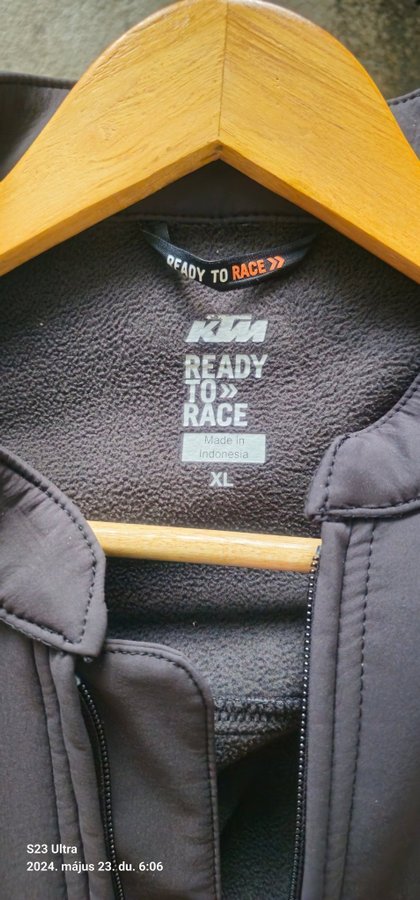 READY TO RACE »
KTM
READY
TO»
RACE
Made in
Indonesia
XL
S23 Ultra
2024. május 23. du. 6:06